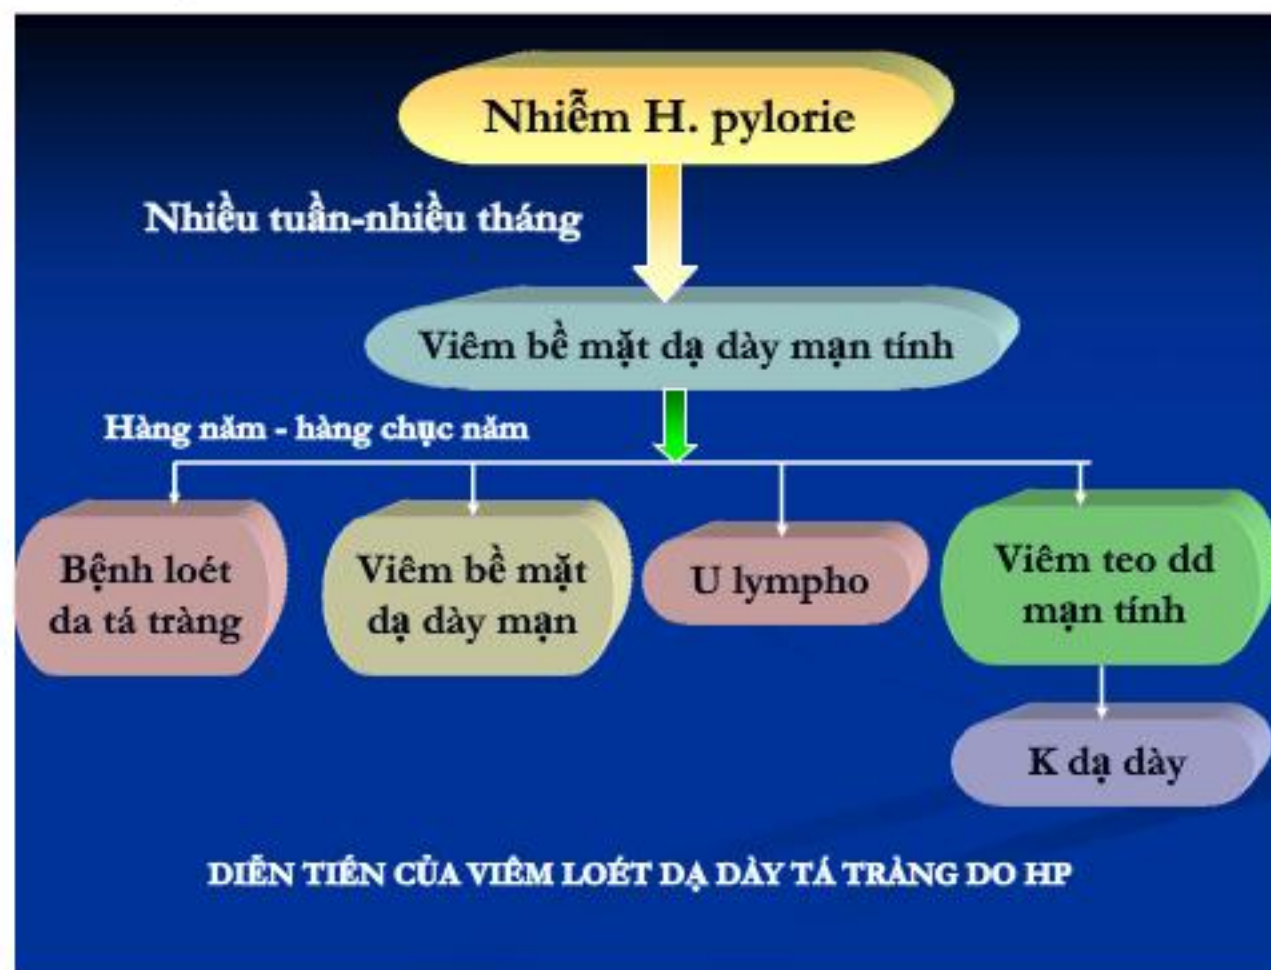 Nhiễm H. pylorie
Nhiều tuần-nhiều tháng
Viêm bề mặt dạ dày mạn tính
Hàng năm - hàng chục năm
Bệnh loét
da tá tràng
Viêm bề mặt
dạ dày mạn
U lympho
Viêm teo dd
mạn tính
K dạ dày
DIỄN TIẾN CỦA VIÊM LOÉT DẠ DÀY TÁ TRÀNG DO HP